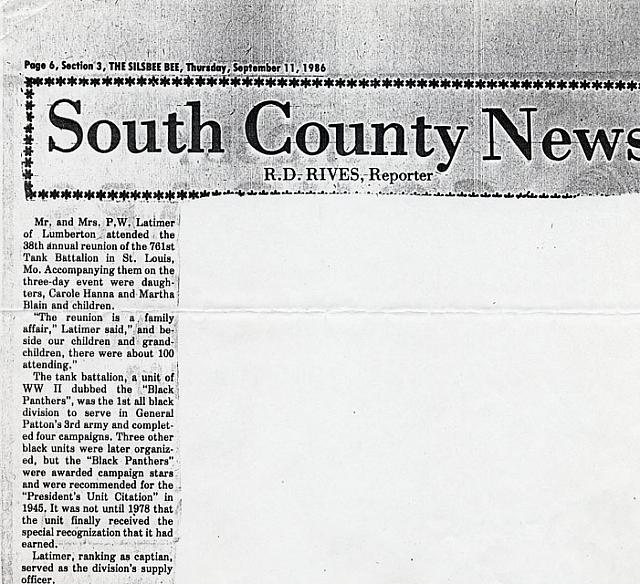 Page 6, Section 3, THE SILSBEE BEE, Thursday, September 11, 1986
South County News
R.D. RIVES, Reporter
Mr. and Mrs. P.W. Latimer
of Lumberton attended the
38th annual reunion of the 761st
Tank Battalion in St. Louis,
Mo. Accompanying them on the
three-day event were daugh-
ters, Carole Hanna and Martha
Blain and children.
"The reunion is a family
affair," Latimer said," and be-
side our children and grand-
children, there were about 100
attending."
The tank battalion, a unit of
WW II dubbed the "Black
Panthers", was the 1st all black
division to serve in General
Patton's 3rd army and complet-
ed four campaigns. Three other
black units were later organiz-
ed, but the "Black Panthers"
were awarded campaign stars
and were recommended for the
"President's Unit Citation" in
1945. It was not until 1978 that
the unit finally received the
special recognization that it had
earned.
Latimer, ranking as captian,
served as the division's supply
officer.